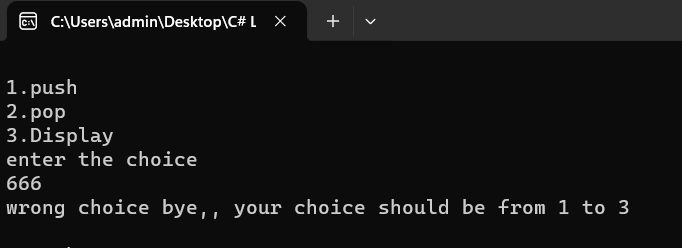 C:\Users\admin\Desktop\C# L
1.push
2.pop
3.Display
enter the choice
666
wrong choice bye,, your choice should be from 1 to 3